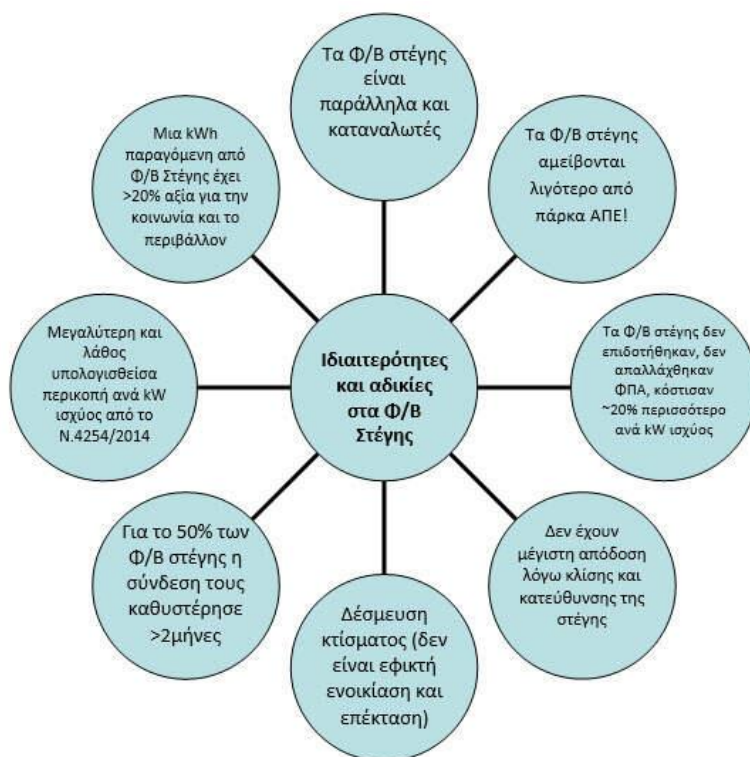 Τα Φ/Β στέγης
είναι
παράλληλα και
καταναλωτές
Τα Φ/Β στέγης
αμείβονται
λιγότερο από
πάρκα ΑΠΕ!
Τα Φ/Β στέγης δεν
επιδοτήθηκαν, δεν
απαλλάχθηκαν
ΦΠΑ, κόστισαν
~20% περισσότερο
ανά kW ισχύος
Δεν έχουν
μέγιστη απόδοση
λόγω κλίσης και
κατεύθυνσης της
στέγης
Δέσμευση
κτίσματος (δεν
είναι εφικτή
ενοικίαση και
επέκταση)
Για το 50% των
Φ/Β στέγης η
σύνδεση τους
καθυστέρησε
>2μήνες
Μεγαλύτερη και
λάθος
υπολογισθείσα
περικοπή ανά kW
ισχύος από το
Ν.4254/2014
Μια kWh
παραγόμενη από
Φ/Β Στέγης έχει
>20% αξία για την
κοινωνία και το
περιβάλλον
Ιδιαιτερότητες
και αδικίες
στα Φ/Β
Στέγης